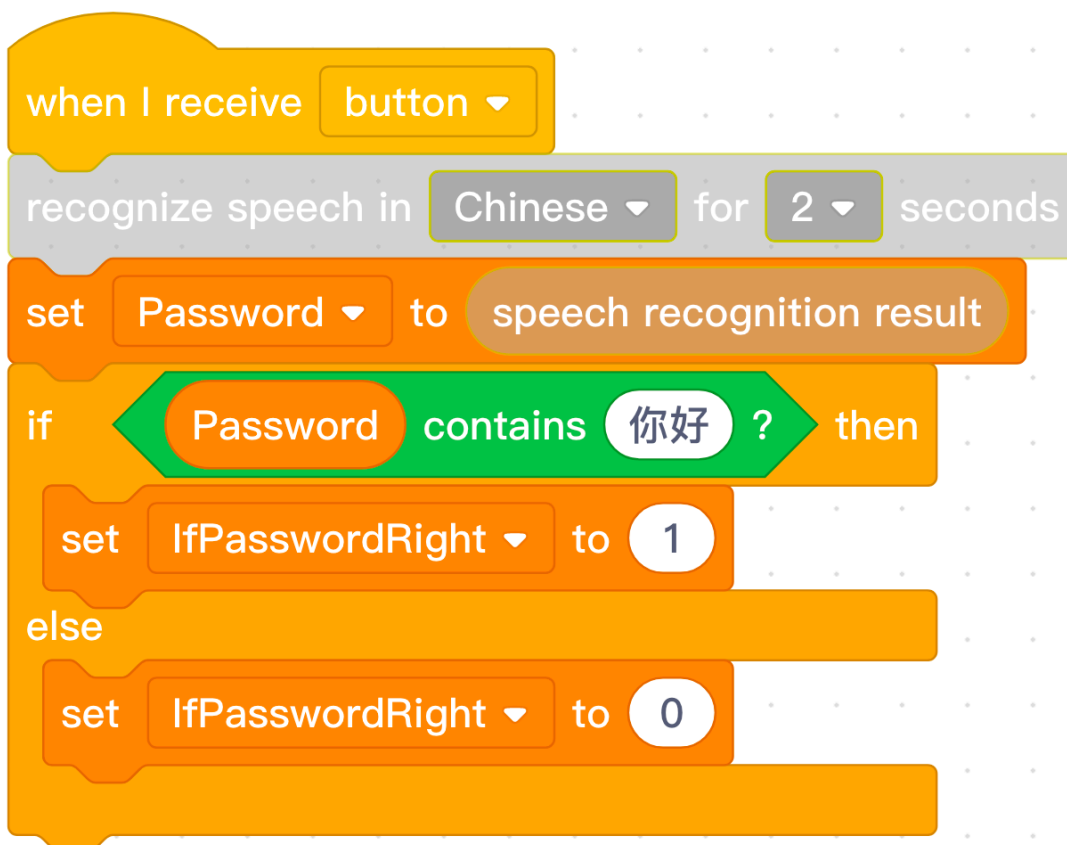 when I receive button
recognize speech in Chinese for 2 seconds
set Password to speech recognition result
if Password contains 你好 ? then
set IfPasswordRight to 1
else
set IfPasswordRight to 0